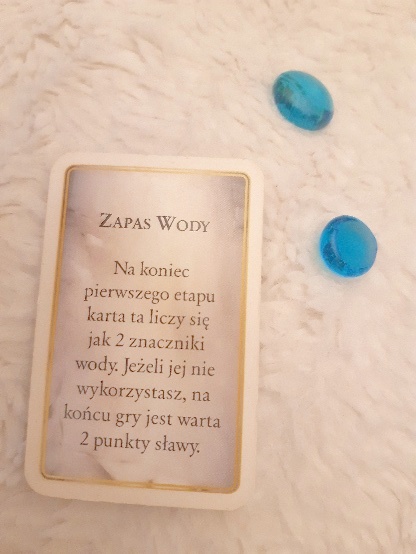 Zapas Wody
Na koniec
pierwszego etapu
karta ta liczy się
jak 2 znaczniki
wody. Jeżeli jej nie
wykorzystasz, na
końcu gry jest warta
2 punkty sławy.